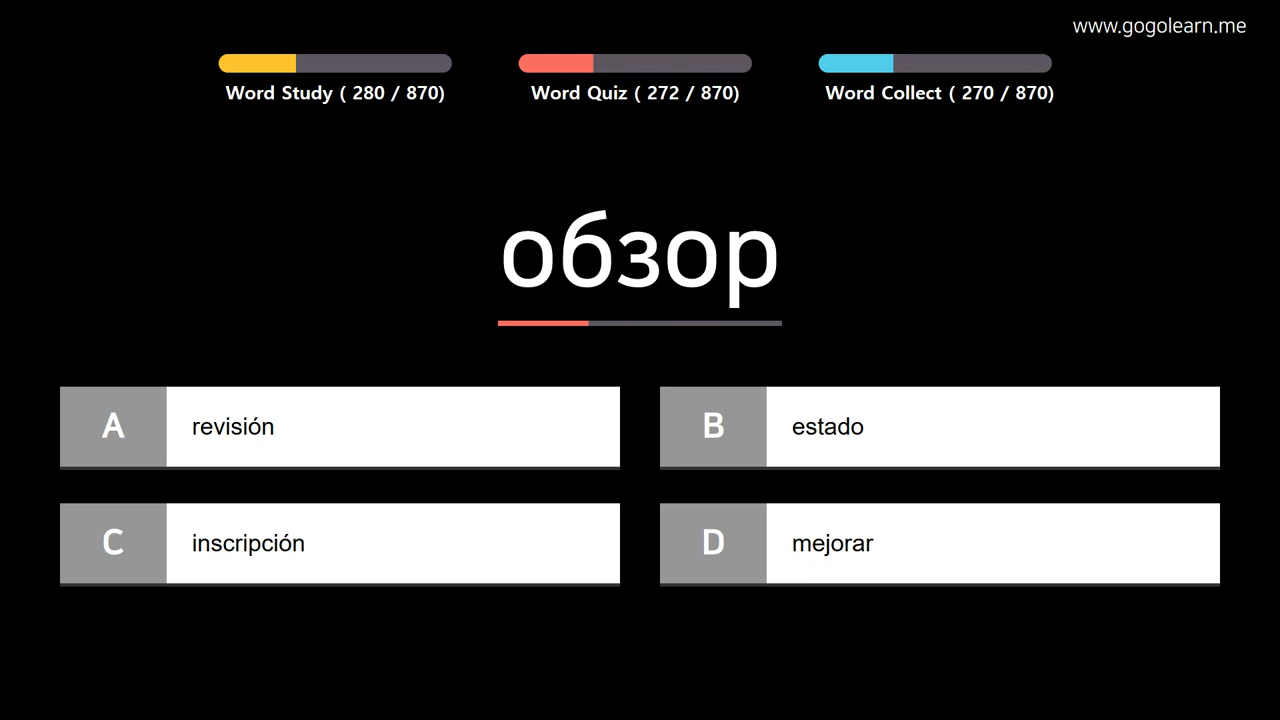 www.gogolearn.me
Word Study ( 280 / 870)
Word Quiz ( 272 / 870)
Word Collect ( 270 / 870)
обзор
A revisión
B estado
C inscripción
D mejorar